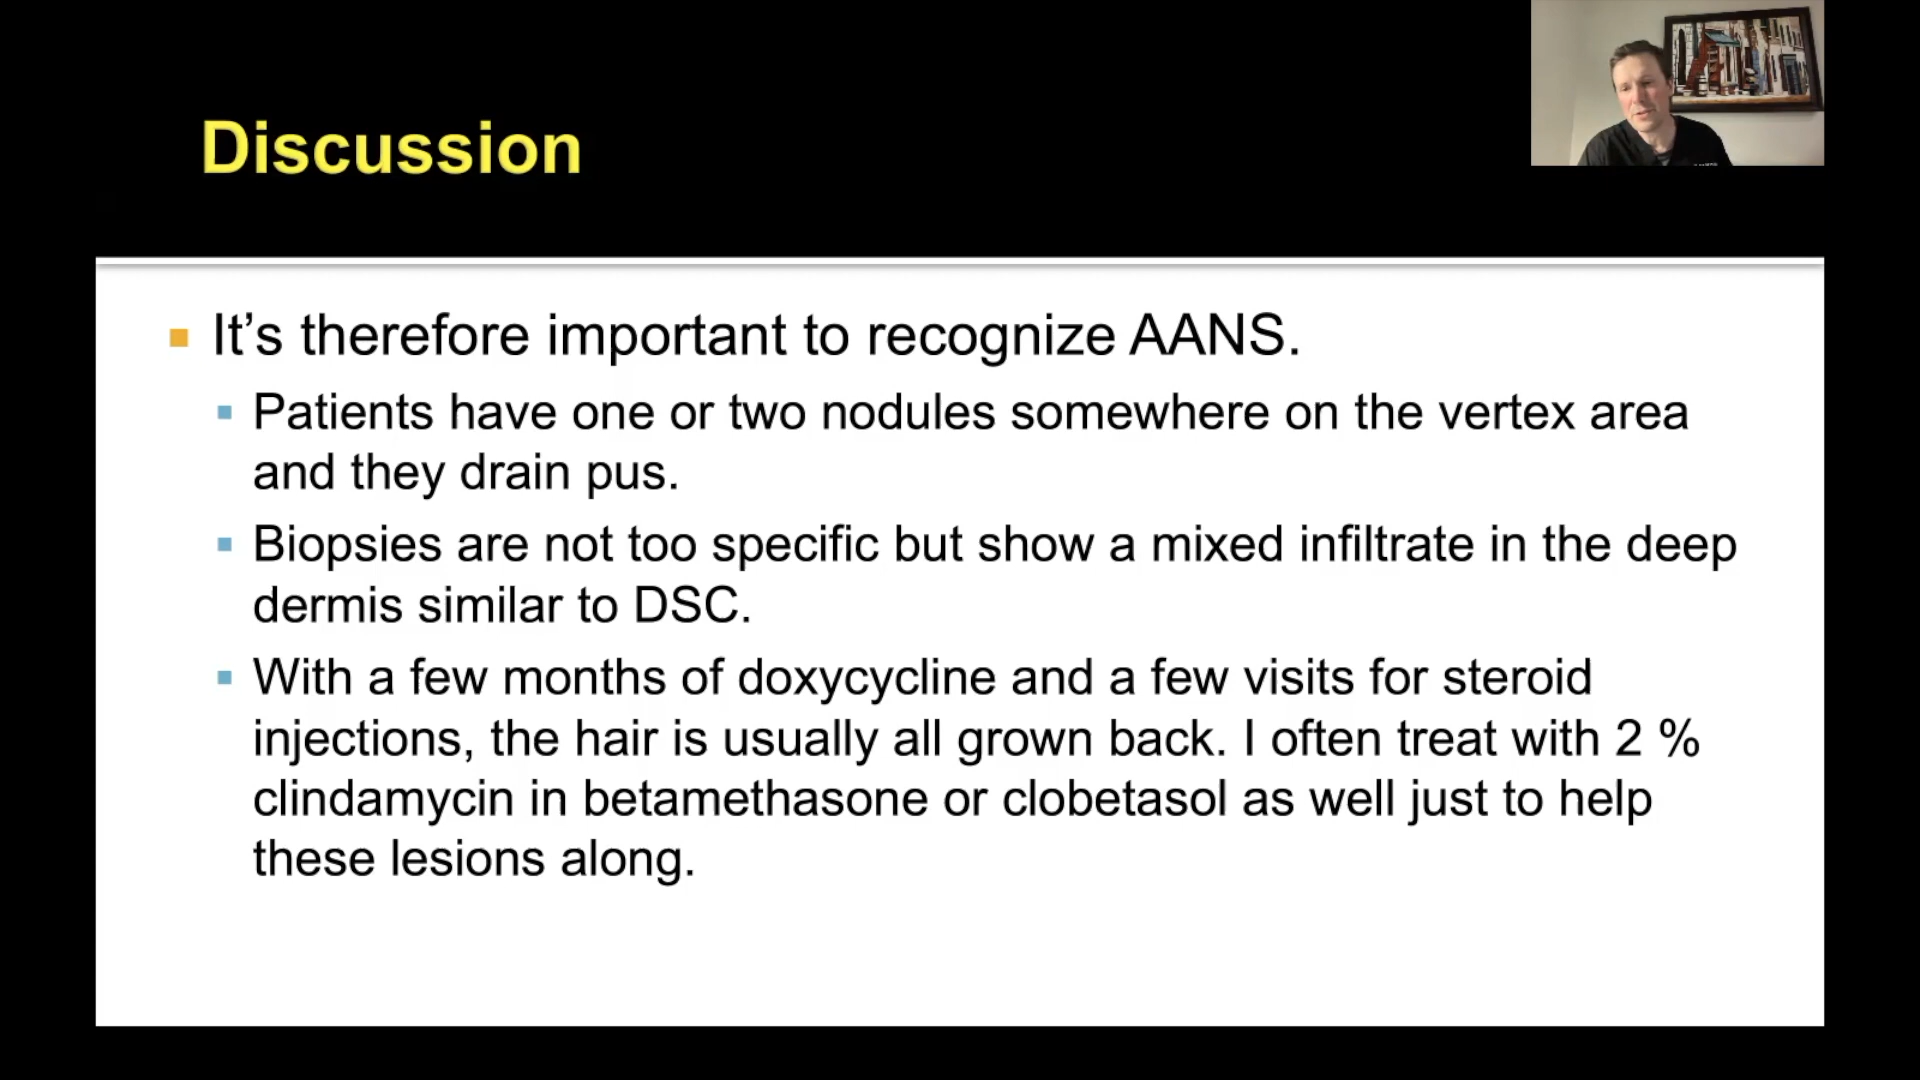 Discussion
It’s therefore important to recognize AANS.
Patients have one or two nodules somewhere on the vertex area
and they drain pus.
Biopsies are not too specific but show a mixed infiltrate in the deep
dermis similar to DSC.
With a few months of doxycycline and a few visits for steroid
injections, the hair is usually all grown back. I often treat with 2 %
clindamycin in betamethasone or clobetasol as well just to help
these lesions along.